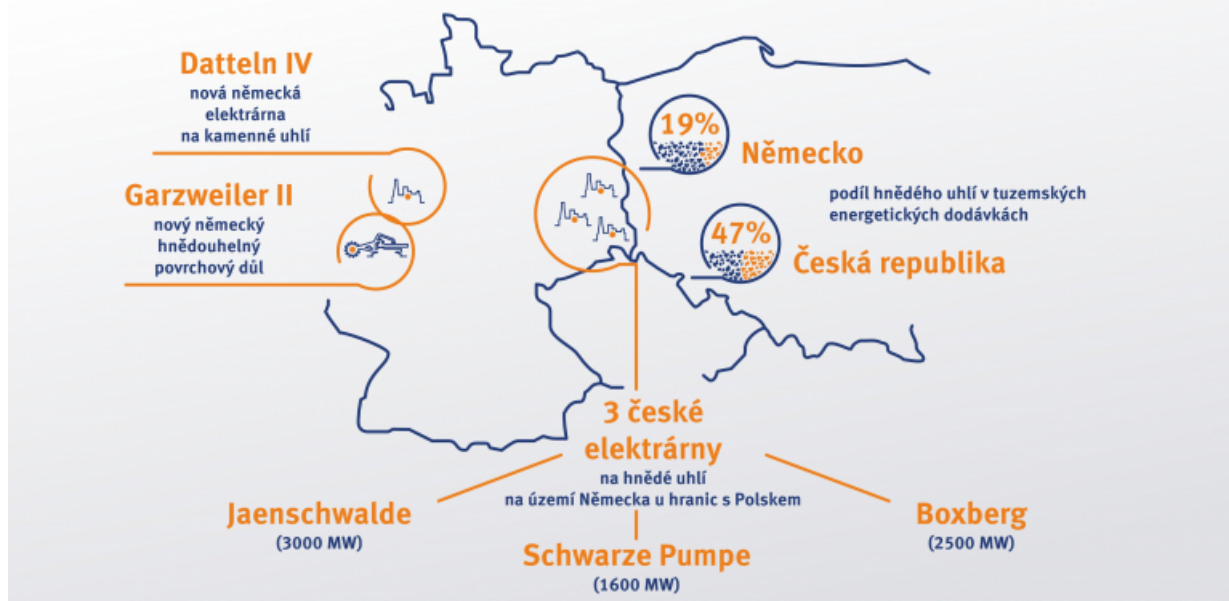 Datteln IV
nová německá
elektrárna
na kamenné uhlí
Garzweiler II
nový německý
hnědouhelný
povrchový důl
19%
Německo
podíl hnědého uhlí v tuzemských
energetických dodávkách
47%
Česká republika
3 české
elektrárny
na hnědé uhlí
na území Německa u hranic s Polskem
Jaenschwalde
(3000 MW)
Schwarze Pumpe
(1600 MW)
Boxberg
(2500 MW)